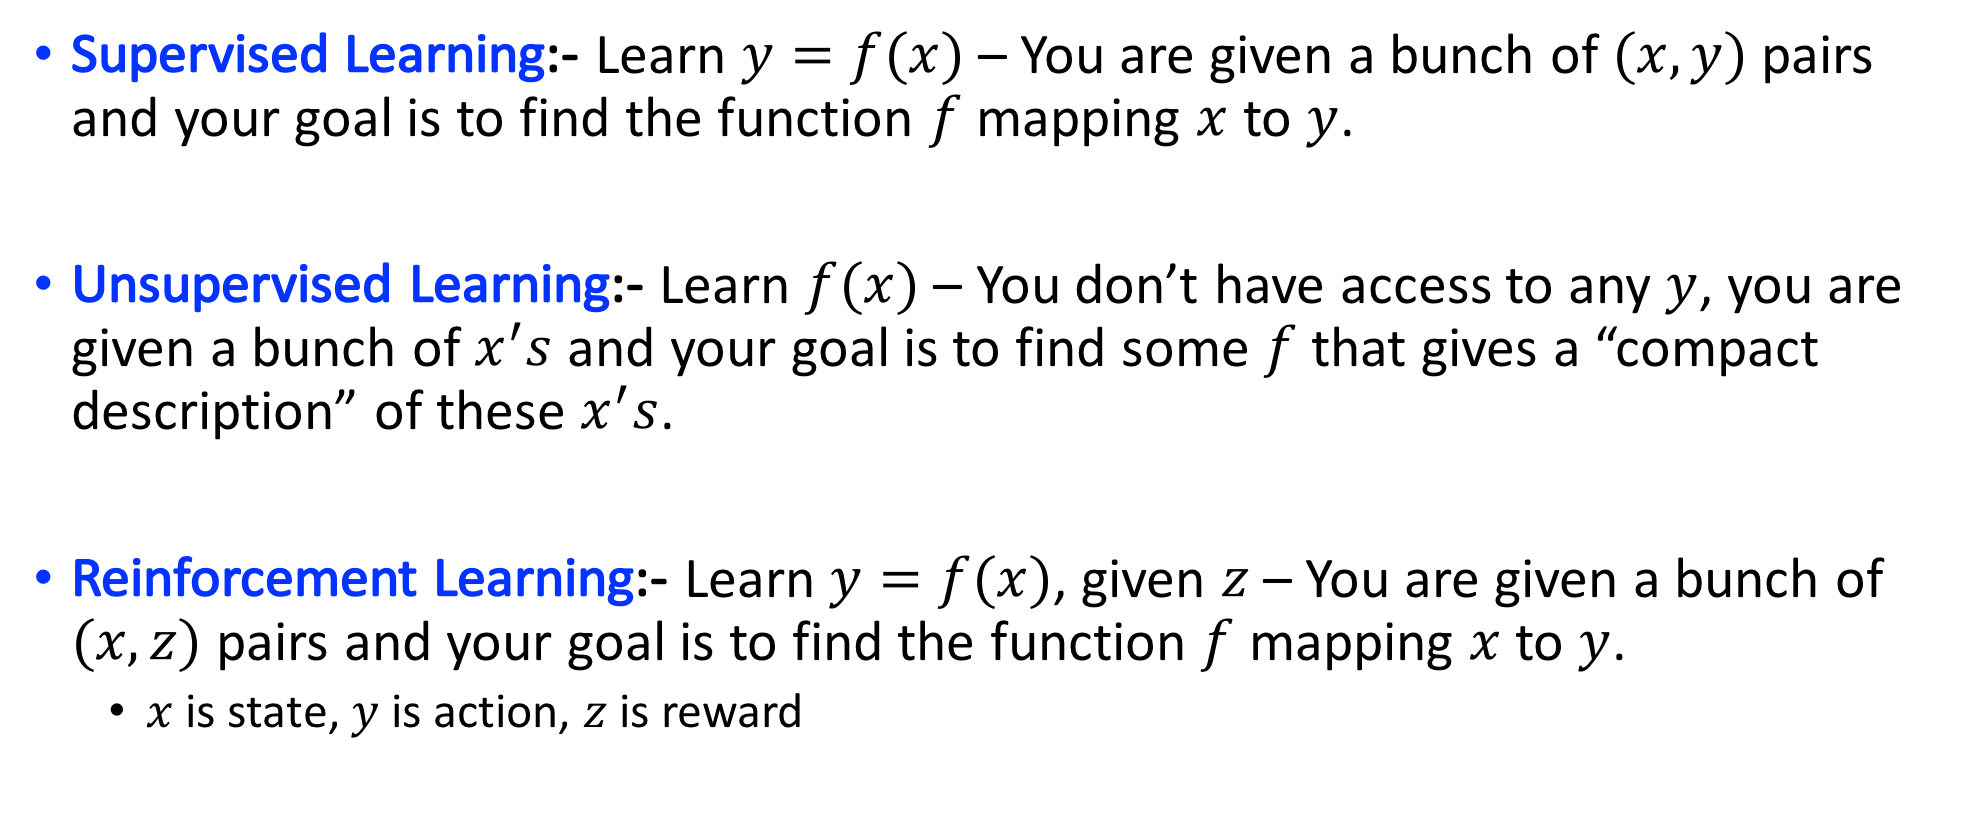 • Supervised Learning:- Learn y = f(x) – You are given a bunch of (x, y) pairs
and your goal is to find the function f mapping x to y.
• Unsupervised Learning:- Learn f(x) – You don’t have access to any y, you are
given a bunch of x′s and your goal is to find some f that gives a “compact
description” of these x′s.
• Reinforcement Learning:- Learn y = f(x), given z – You are given a bunch of
(x, z) pairs and your goal is to find the function f mapping x to y.
• x is state, y is action, z is reward